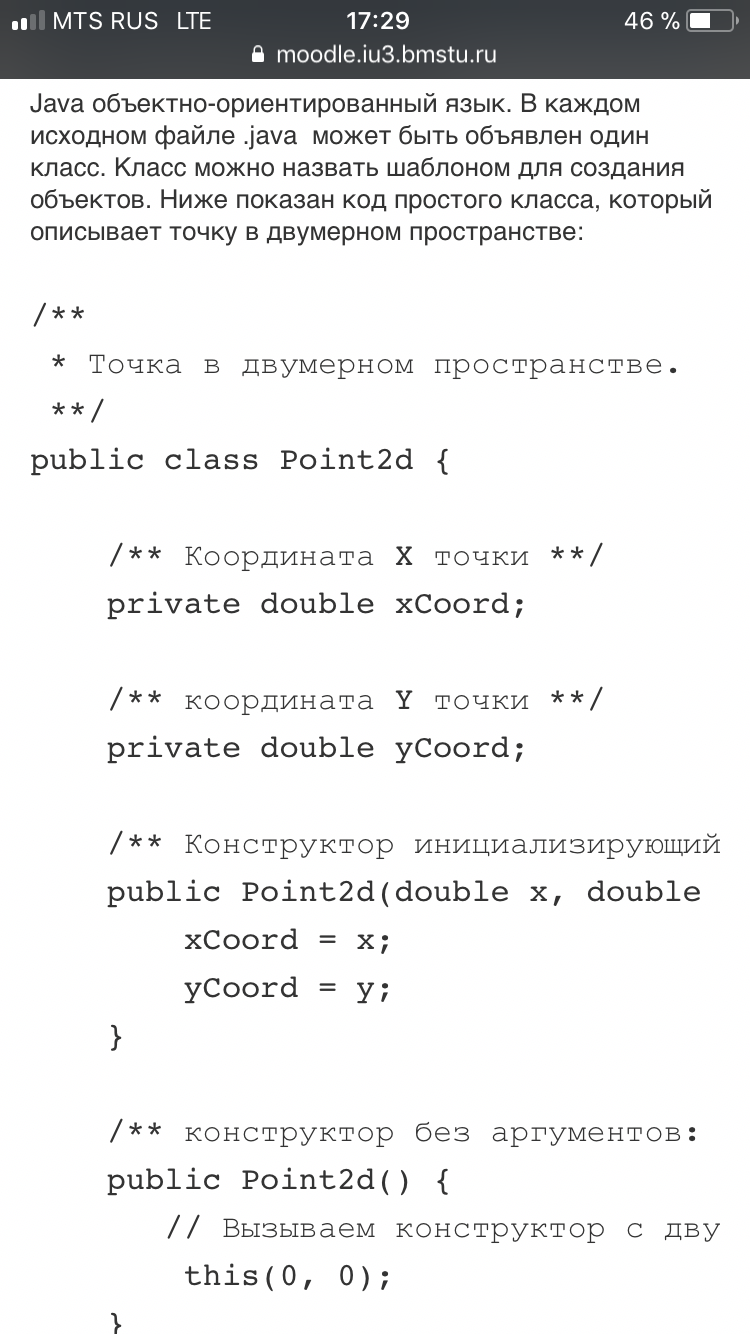 MTS RUS LTE 17:29 46 %
moodle.iu3.bmstu.ru
Java объектно-ориентированный язык. В каждом
исходном файле .java может быть объявлен один
класс. Класс можно назвать шаблоном для создания
объектов. Ниже показан код простого класса, который
описывает точку в двумерном пространстве:
/**
* Точка в двумерном пространстве.
**/
public class Point2d {
/** Координата X точки **/
private double xCoord;
/** координата Y точки **/
private double yCoord;
/** Конструктор инициализирующий
public Point2d(double x, double
xCoord = x;
yCoord = y;
}
/** конструктор без аргументов:
public Point2d() {
// Вызываем конструктор с дву
this(0, 0);
}